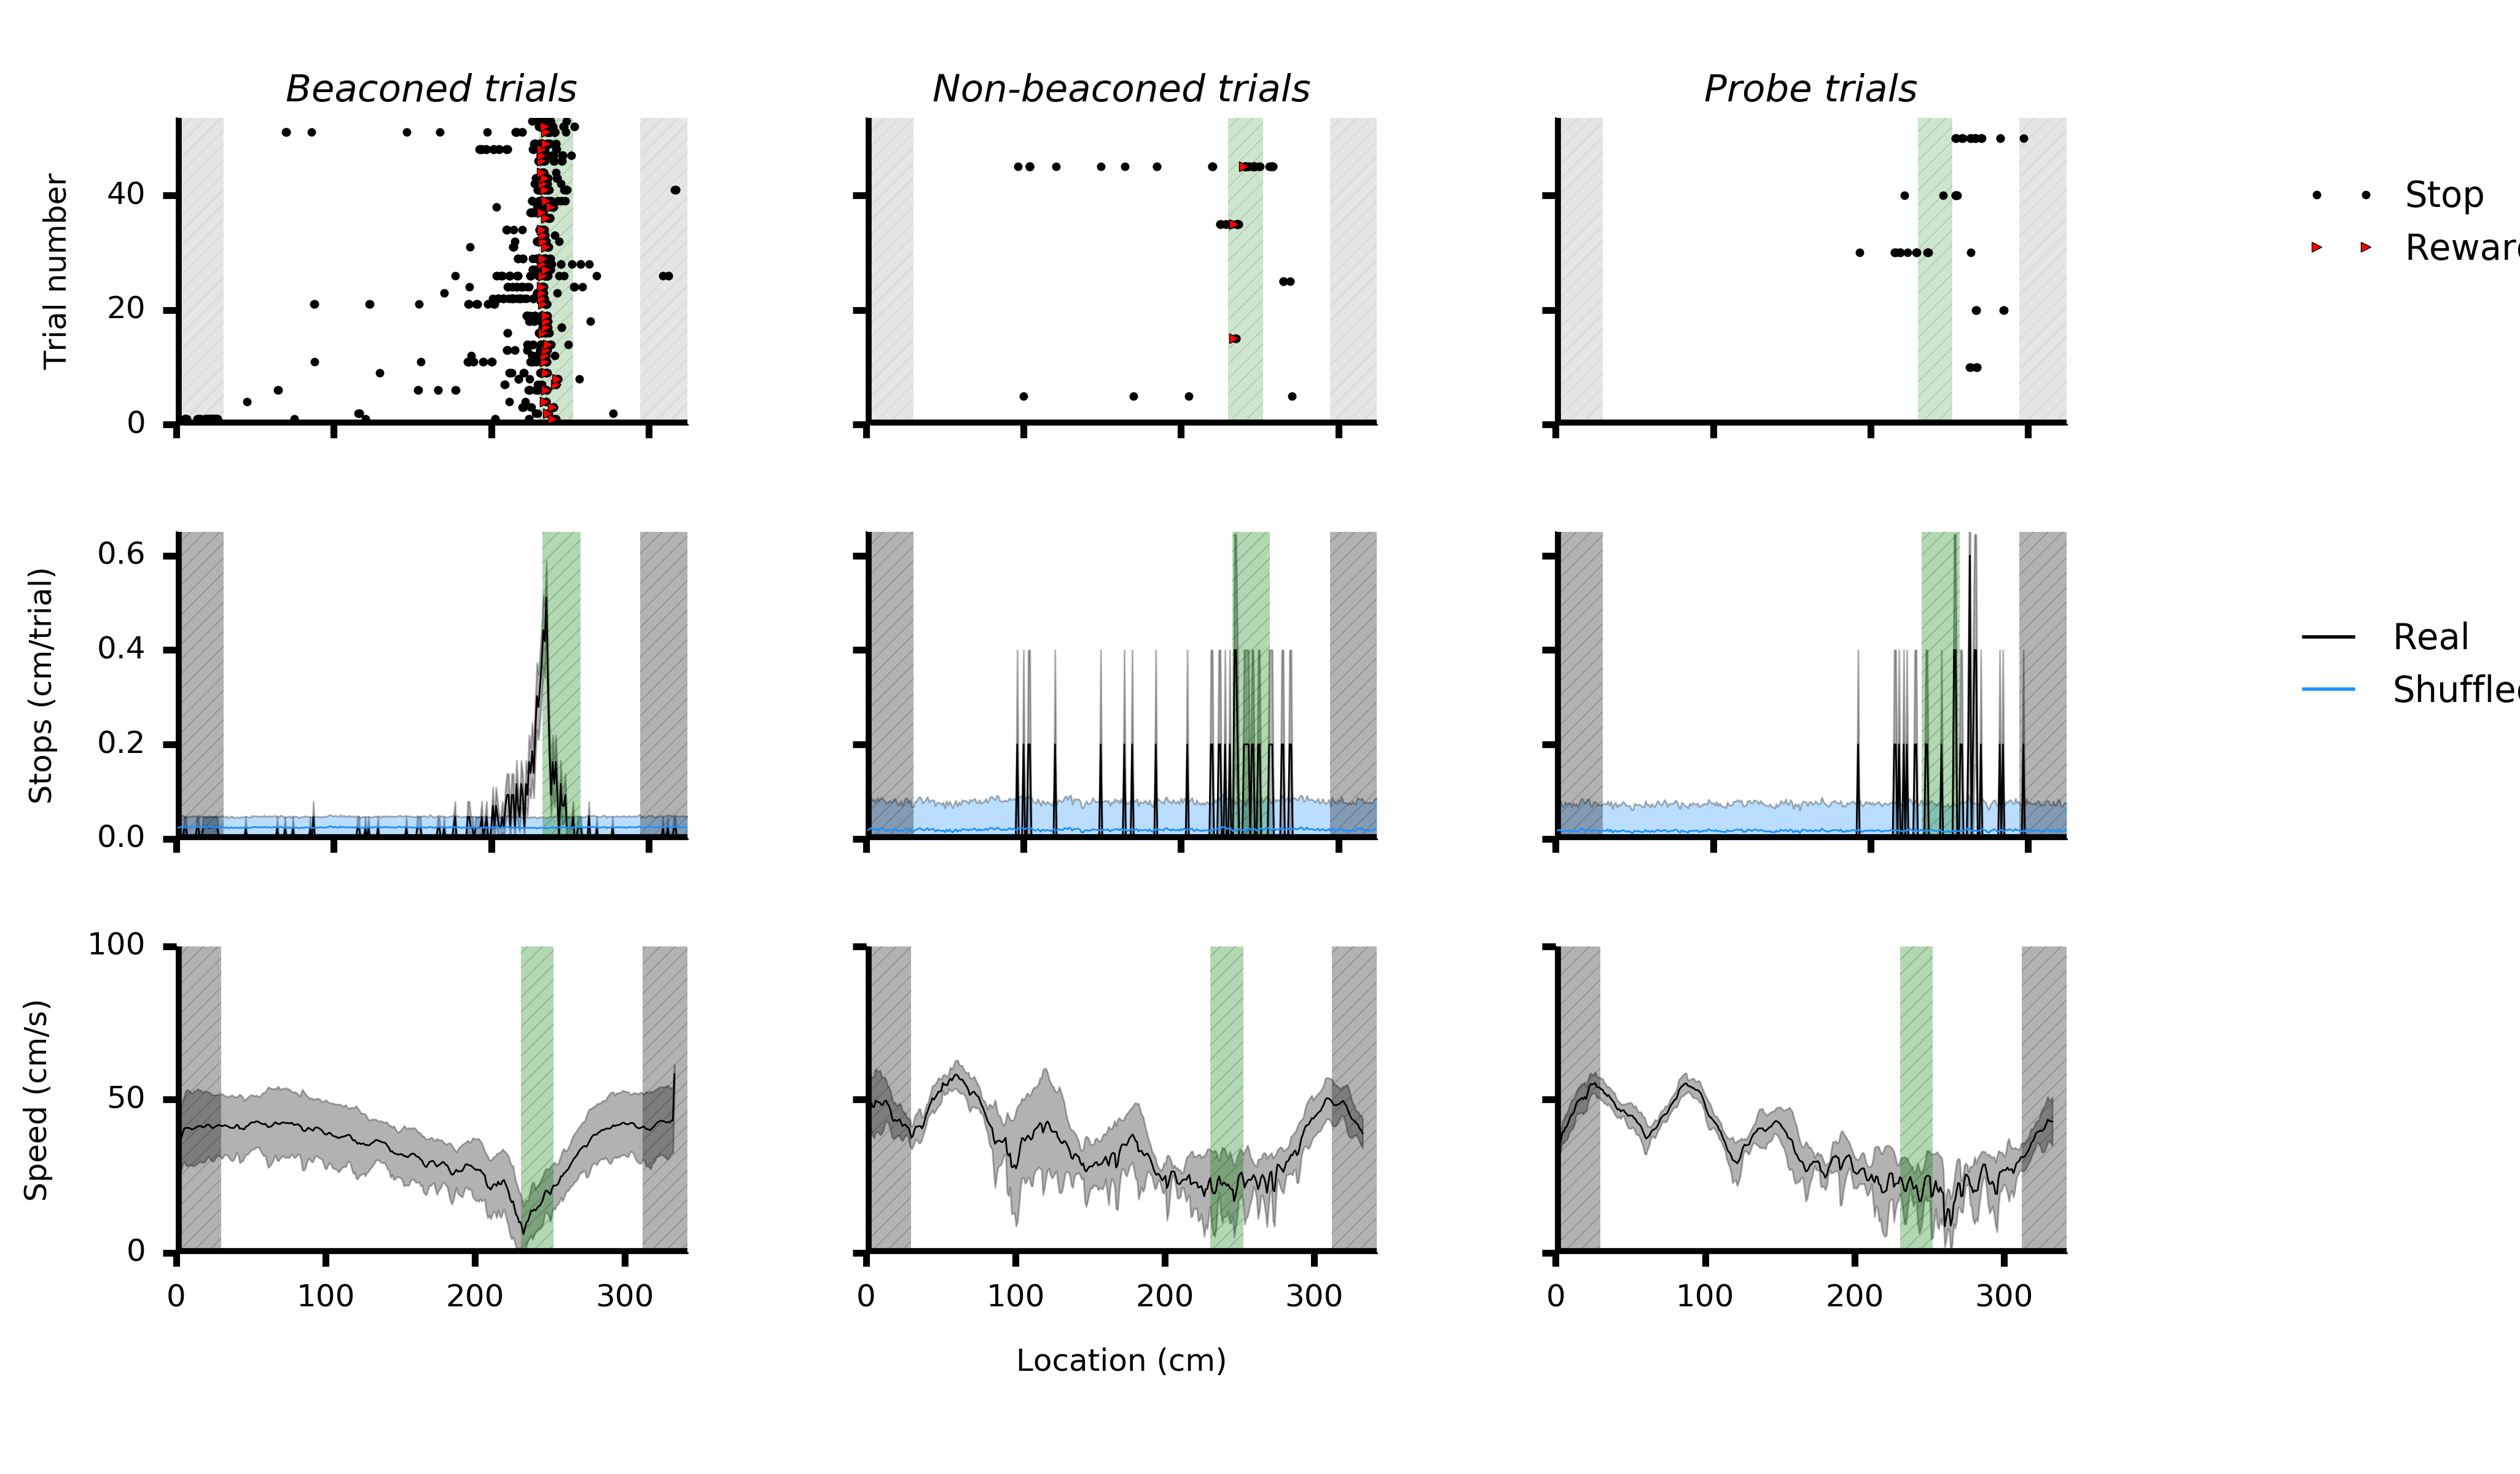 Beaconed trials Non-beaconed trials Probe trials
Trial number
40
20
0
Stop
Rewar
Stops (cm/trial)
0.6
0.4
0.2
0.0
Real
Shuffle
Speed (cm/s)
100
50
0
0 100 200 300 0 100 200 300 0 100 200 300
Location (cm)